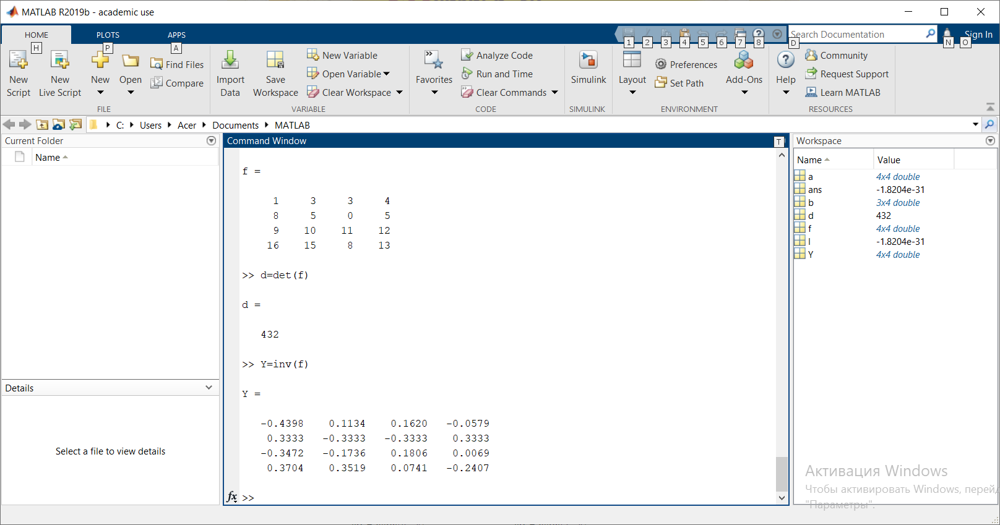 MATLAB R2019b - academic use
HOME PLOTS APPS
Search Documentation
Sign In
H P A 1 2 3 4 5 6 7 8 D N O
New Script
New Live Script
New
Open
Find Files
Compare
FILE
Import Data
Save Workspace
New Variable
Open Variable
Clear Workspace
VARIABLE
Favorites
Analyze Code
Run and Time
Clear Commands
CODE
Simulink
SIMULINK
Layout
Preferences
Set Path
Add-Ons
ENVIRONMENT
Help
Community
Request Support
Learn MATLAB
RESOURCES
C: Users Acer Documents MATLAB
Current Folder
Name
Details
Select a file to view details
Command Window
T
f =
1 3 3 4
8 5 0 5
9 10 11 12
16 15 8 13
>> d=det(f)
d =
432
>> Y=inv(f)
Y =
-0.4398 0.1134 0.1620 -0.0579
0.3333 -0.3333 -0.3333 0.3333
-0.3472 -0.1736 0.1806 0.0069
0.3704 0.3519 0.0741 -0.2407
fx >>
Workspace
Name Value
a 4x4 double
ans -1.8204e-31
b 3x4 double
d 432
f 4x4 double
l -1.8204e-31
Y 4x4 double
Активация Windows
Чтобы активировать Windows, перейд
"Параметры".